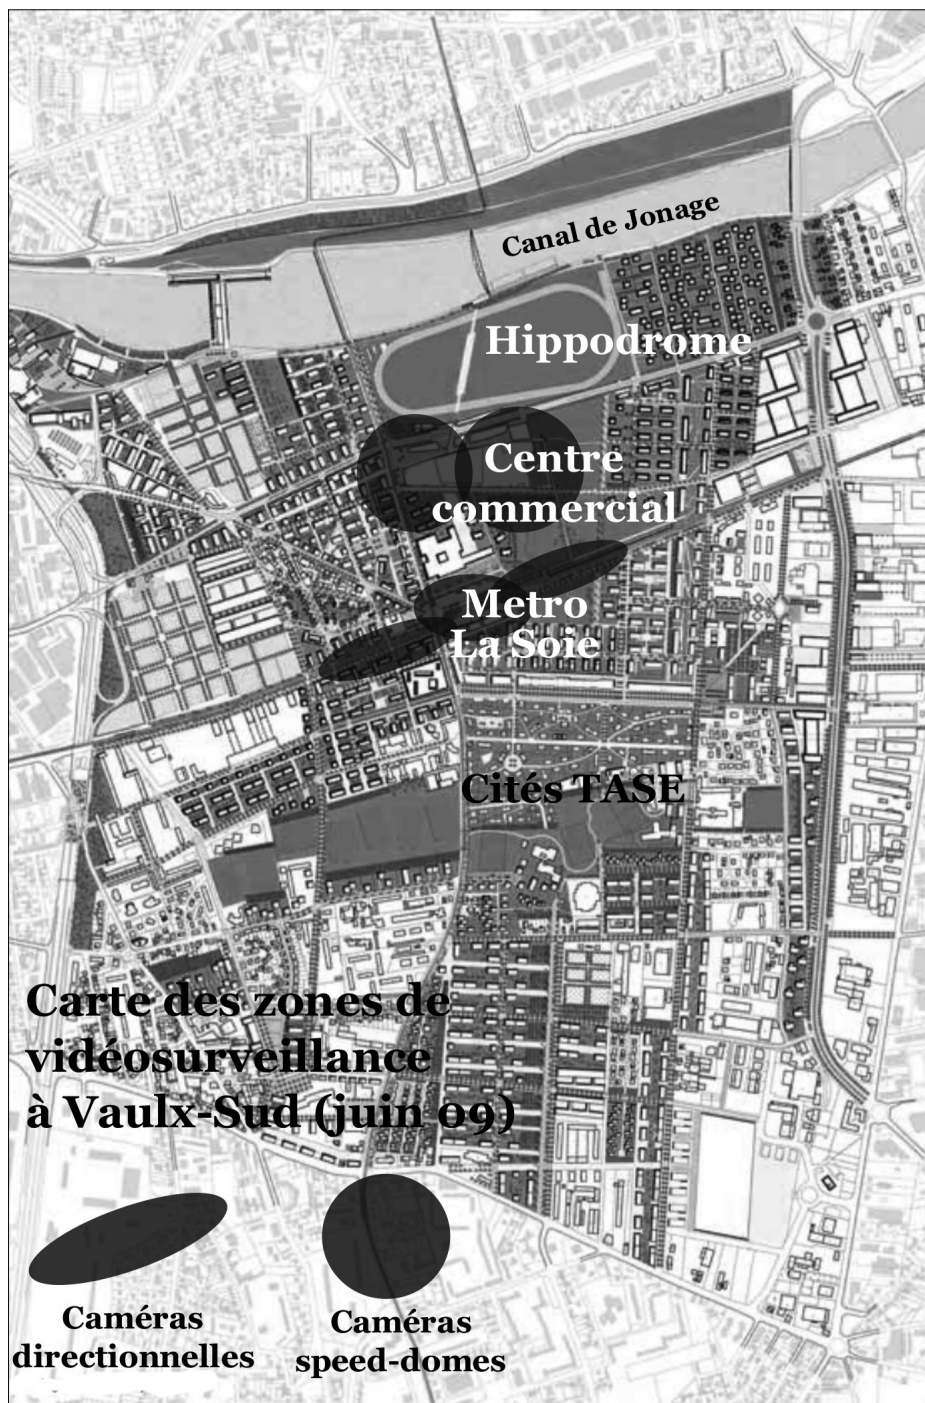 Canal de Jonage
Hippodrome
Centre
commercial
Metro
La Soie
Cités TASE
Carte des zones de
vidéosurveillance
à Vaulx-Sud (juin 09)
Caméras
directionnelles
Caméras
speed-domes